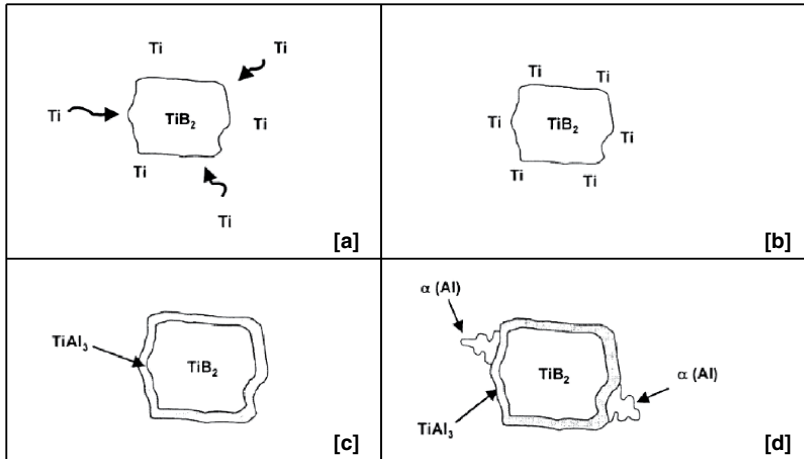 Ti
Ti
Ti
TiB₂
Ti
Ti
Ti
[a]
Ti
Ti
Ti
TiB₂
Ti
Ti
Ti
[b]
TiAl₃
TiB₂
[c]
α (Al)
TiB₂
α (Al)
TiAl₃
[d]